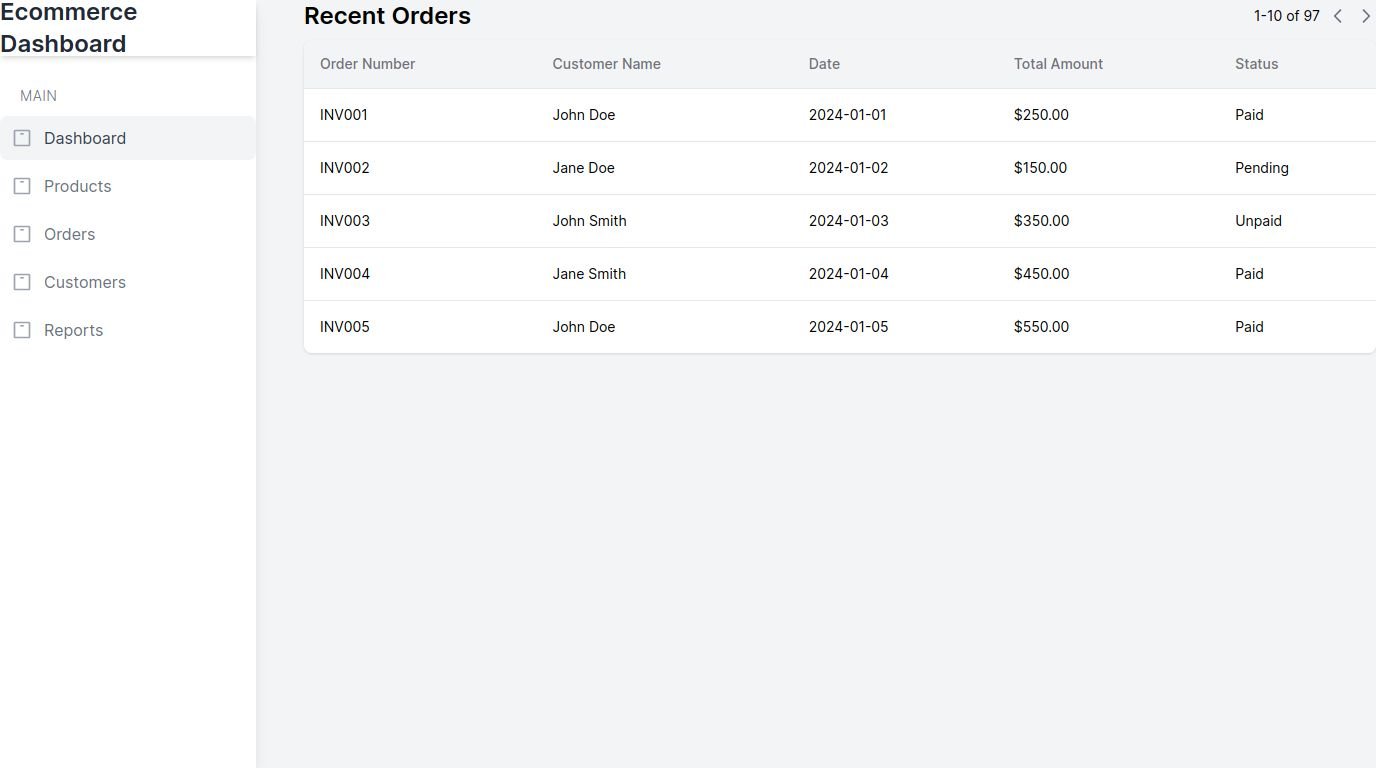 Ecommerce
Dashboard
MAIN
Dashboard
Products
Orders
Customers
Reports
Recent Orders
1-10 of 97
Order Number Customer Name Date Total Amount Status
INV001 John Doe 2024-01-01 $250.00 Paid
INV002 Jane Doe 2024-01-02 $150.00 Pending
INV003 John Smith 2024-01-03 $350.00 Unpaid
INV004 Jane Smith 2024-01-04 $450.00 Paid
INV005 John Doe 2024-01-05 $550.00 Paid